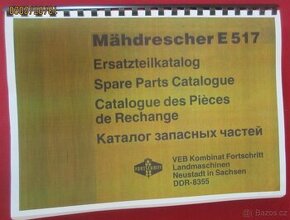 Mähdrescher E 517
Ersatzteilkatalog
Spare Parts Catalogue
Catalogue des Pièces
de Rechange
Каталог запасных частей
FORTSCHRITT
VEB Kombinat Fortschritt
Landmaschinen
Neustadt in Sachsen
DDR-8355